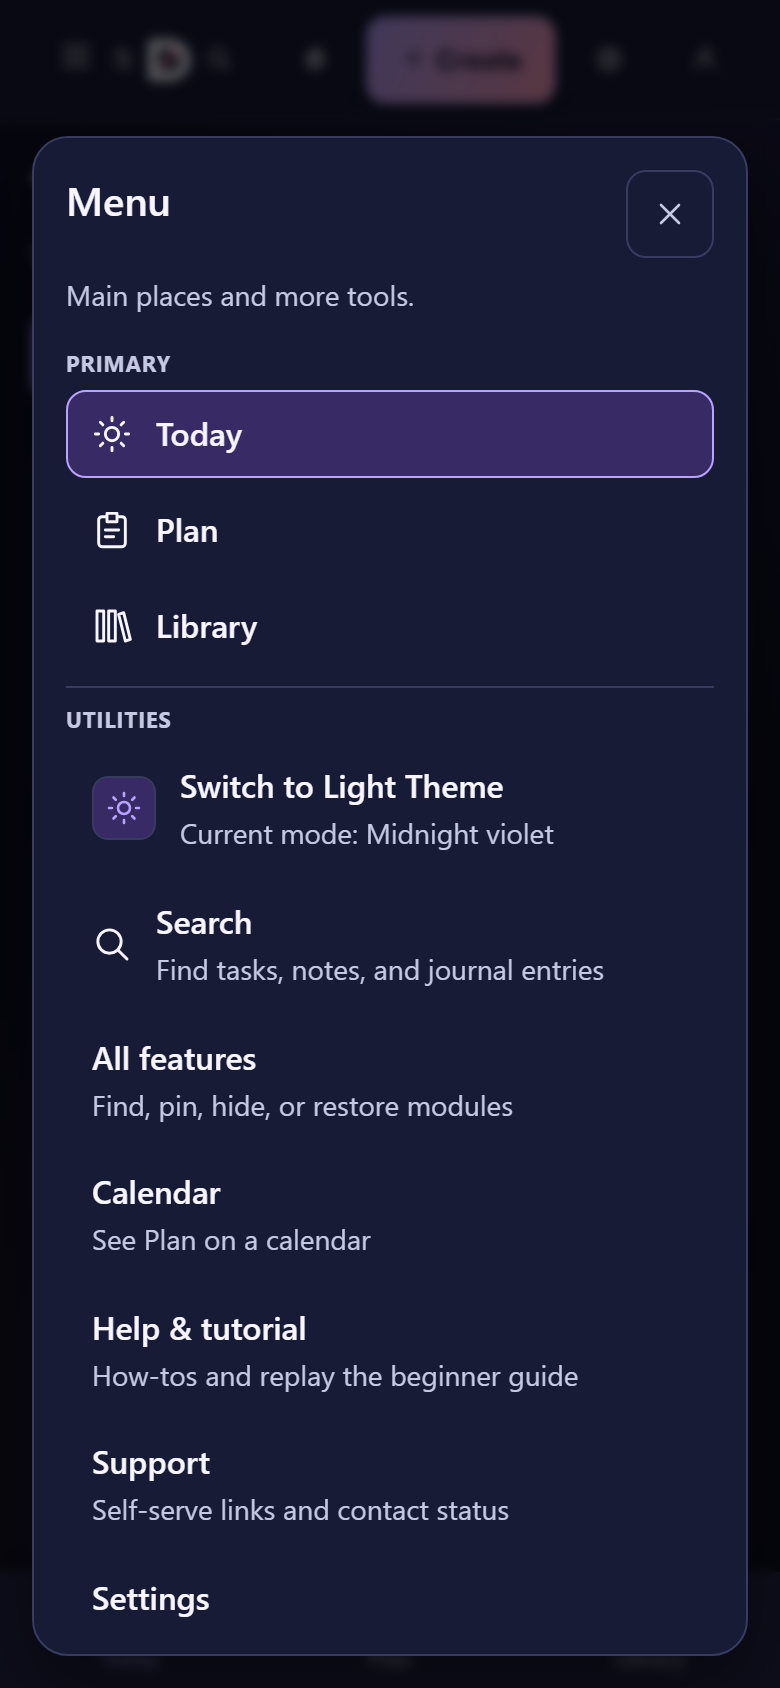 Create
Menu
Main places and more tools.
PRIMARY
Today
Plan
Library
UTILITIES
Switch to Light Theme
Current mode: Midnight violet
Search
Find tasks, notes, and journal entries
All features
Find, pin, hide, or restore modules
Calendar
See Plan on a calendar
Help & tutorial
How-tos and replay the beginner guide
Support
Self-serve links and contact status
Settings